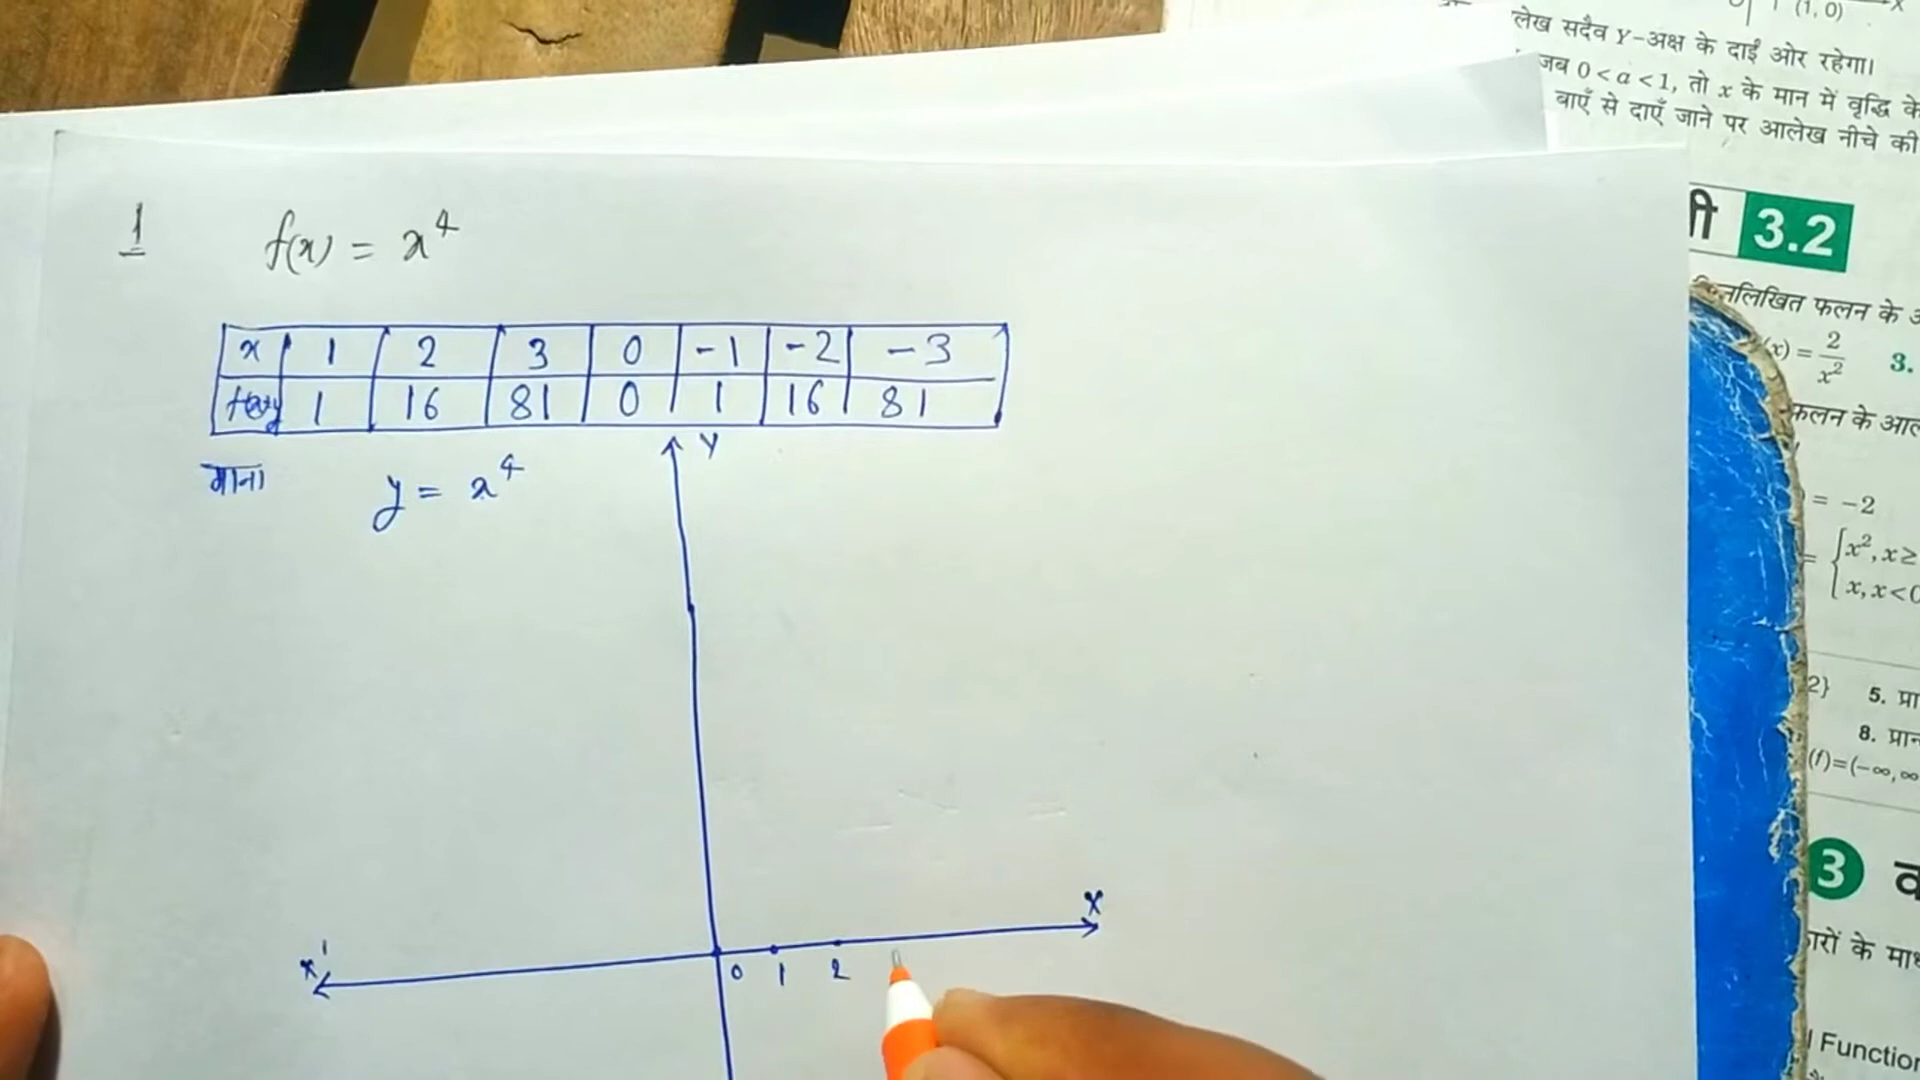 1 f(x) = x⁴
x 1 2 3 0 -1 -2 -3
1 16 81 0 1 16 81
माना y = x⁴
Y
X
X'
0 1 2
(1, 0)
X
लेख सदैव Y-अक्ष के दाईं ओर रहेगा।
जब 0 < a < 1, तो x के मान में वृद्धि के
बाएँ से दाएँ जाने पर आलेख नीचे की
3.2
लिखित फलन के
(x) = 2/x² 3.
फलन के
= -2
= { x², x ≥
x, x < 0
2} 5.
8.
(f)=(-∞, ∞
3
Function